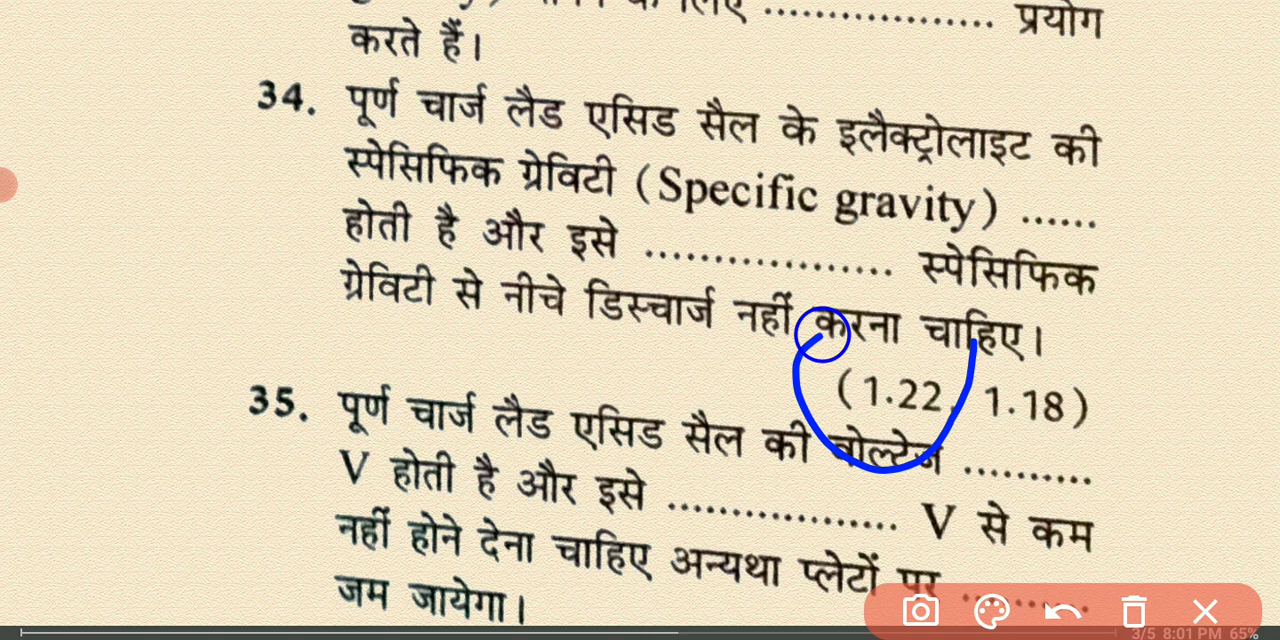 लिए .................. प्रयोग
करते हैं।
34. पूर्ण चार्ज लैड एसिड सैल के इलैक्ट्रोलाइट की
स्पेसिफिक ग्रेविटी (Specific gravity) ......
होती है और इसे .................. स्पेसिफिक
ग्रेविटी से नीचे डिस्चार्ज नहीं करना चाहिए।
(1.22, 1.18)
35. पूर्ण चार्ज लैड एसिड सैल की वोल्टेज ..........
V होती है और इसे .................. V से कम
नहीं होने देना चाहिए अन्यथा प्लेटों पर ..........
जम जायेगा।
3/5 8:01 PM 65%